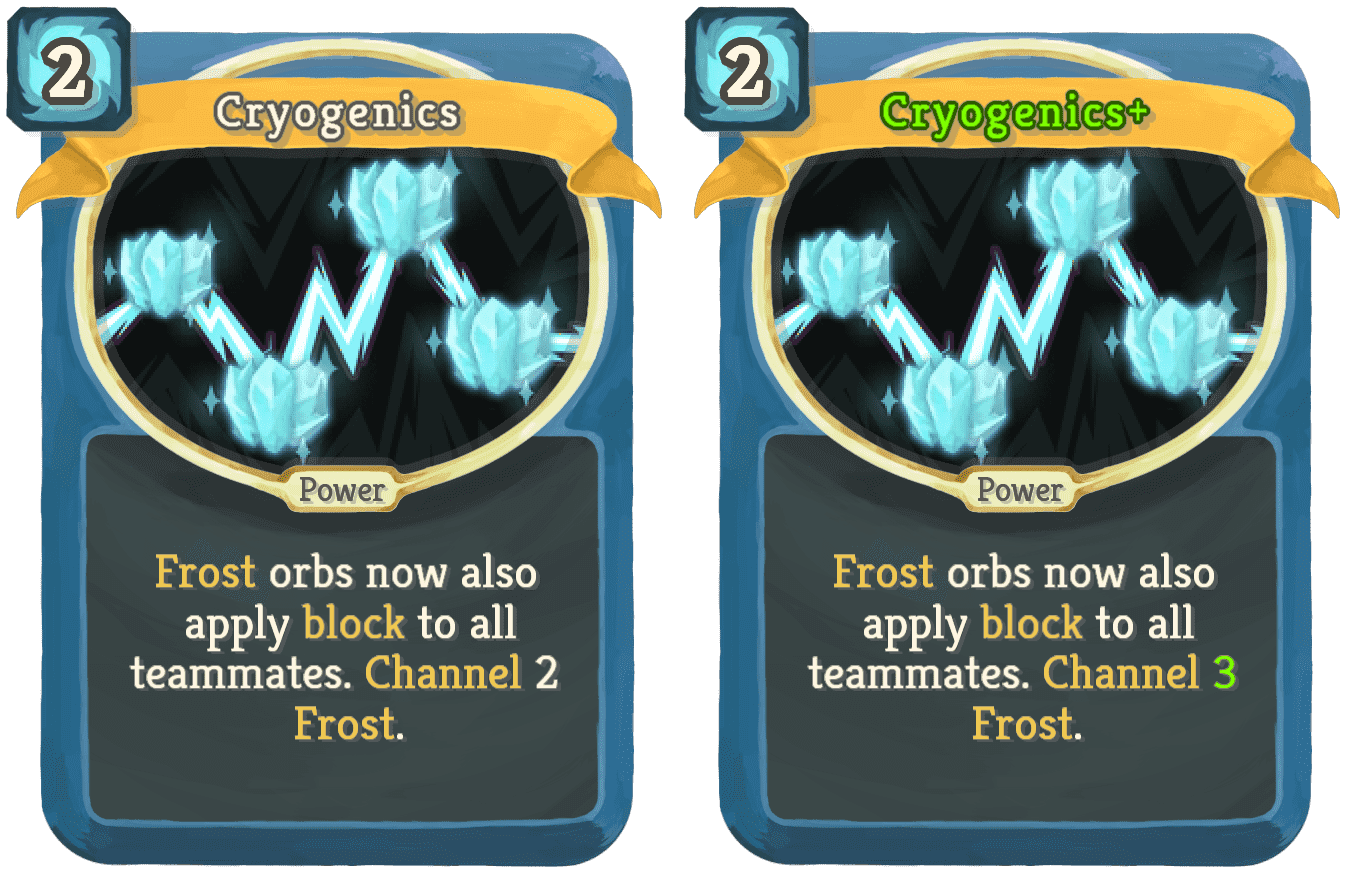 2
Cryogenics
Power
Frost orbs now also
apply block to all
teammates. Channel 2
Frost.
2
Cryogenics+
Power
Frost orbs now also
apply block to all
teammates. Channel 3
Frost.